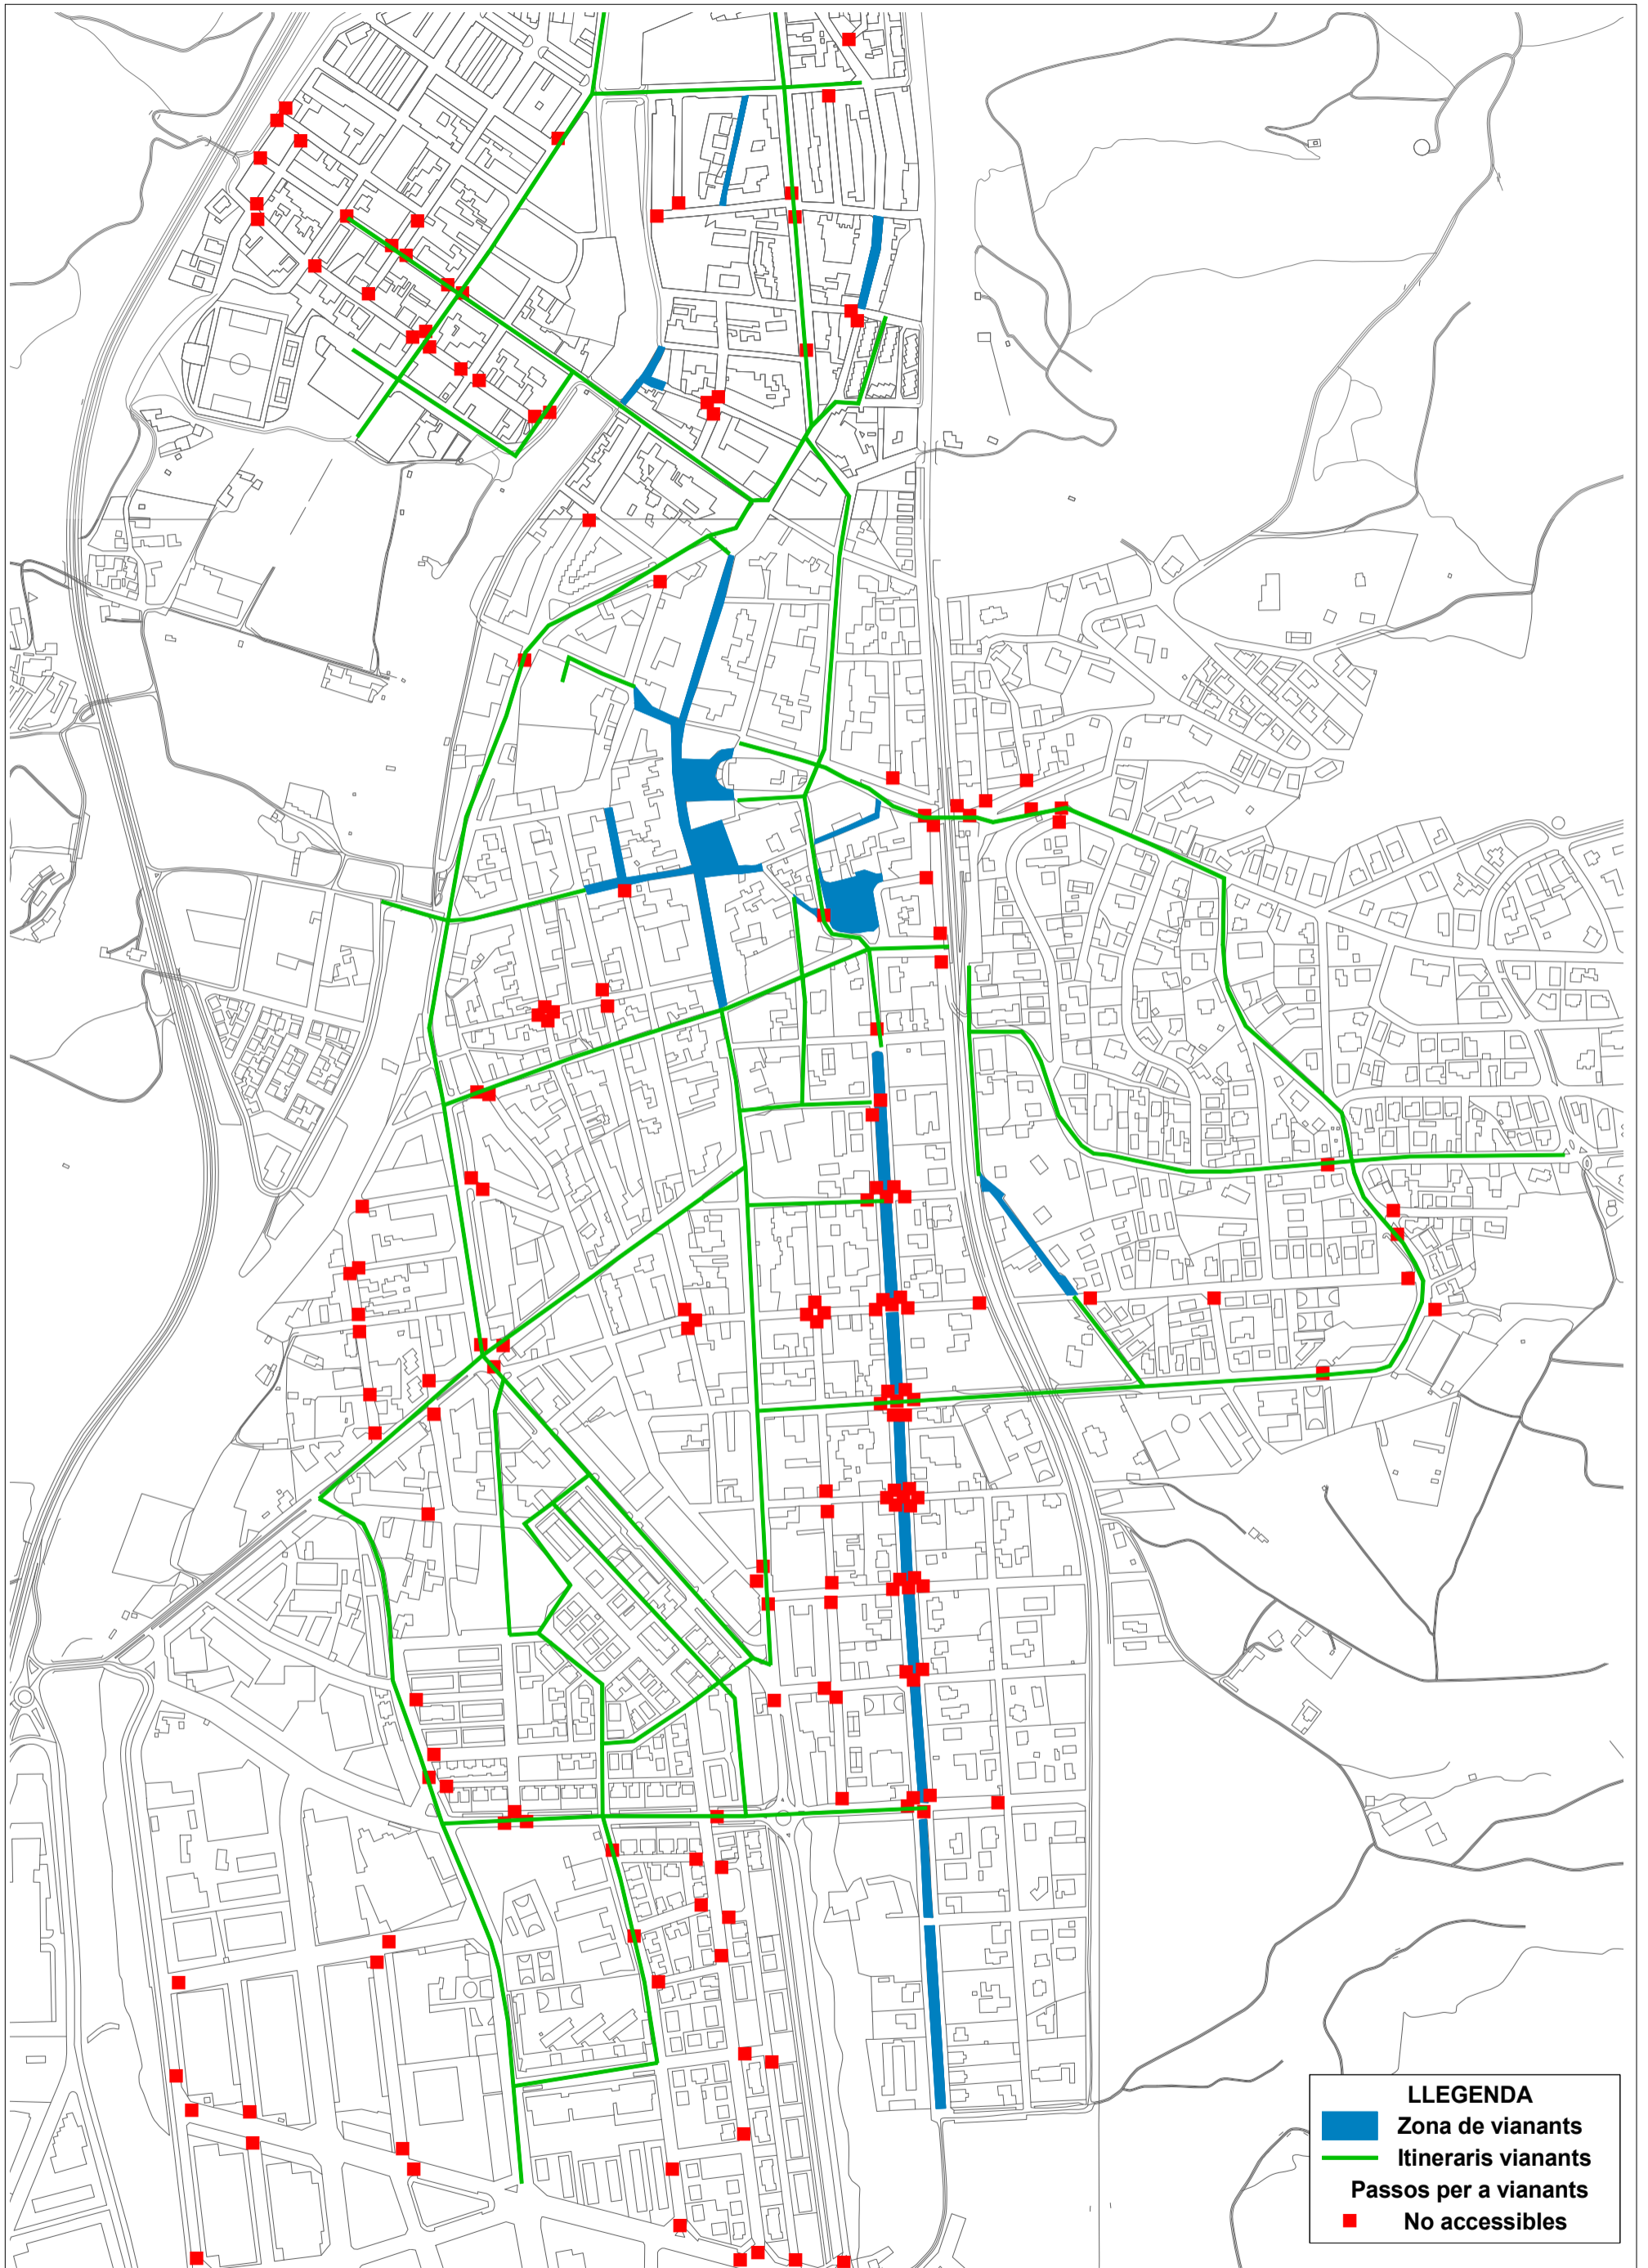 LLEGENDA
Zona de vianants
Itineraris vianants
Passos per a vianants
No accessibles